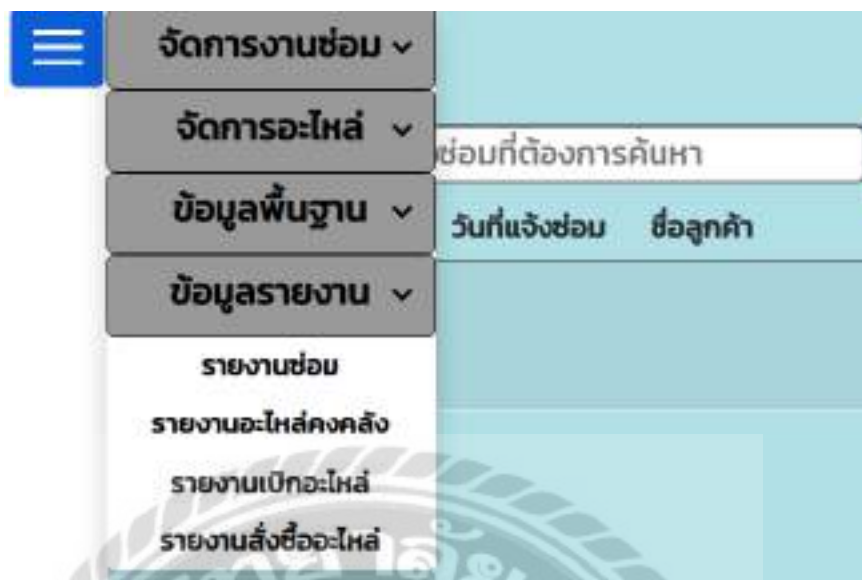 จัดการงานซ่อม
จัดการอะไหล่
ซ่อมที่ต้องการค้นหา
ข้อมูลพื้นฐาน
วันที่แจ้งซ่อม ชื่อลูกค้า
ข้อมูลรายงาน
รายงานซ่อม
รายงานอะไหล่คงคลัง
รายงานเบิกอะไหล่
รายงานสั่งซื้ออะไหล่